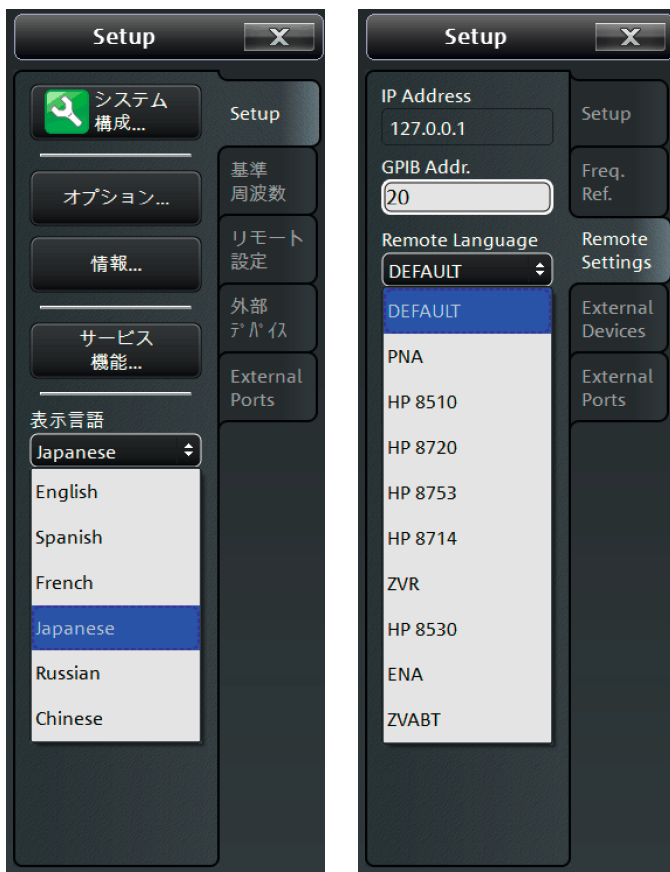 Setup
X
システム
構成...
オプション...
情報...
サービス
機能...
表示言語
Japanese
English
Spanish
French
Japanese
Russian
Chinese
Setup
基準
周波数
リモート
設定
外部
ﾃﾞﾊﾞｲｽ
External
Ports
Setup
X
IP Address
127.0.0.1
GPIB Addr.
20
Remote Language
DEFAULT
DEFAULT
PNA
HP 8510
HP 8720
HP 8753
HP 8714
ZVR
HP 8530
ENA
ZVABT
Setup
Freq.
Ref.
Remote
Settings
External
Devices
External
Ports